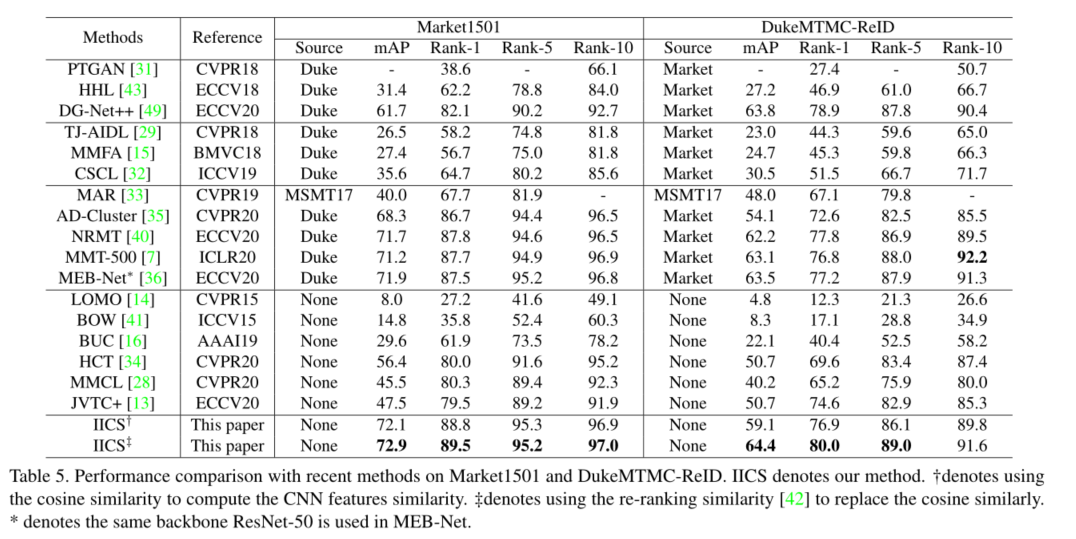 Methods Reference Market1501 DukeMTMC-ReID
Source mAP Rank-1 Rank-5 Rank-10 Source mAP Rank-1 Rank-5 Rank-10
PTGAN [31] CVPR18 Duke - 38.6 - 66.1 Market - 27.4 - 50.7
HHL [43] ECCV18 Duke 31.4 62.2 78.8 84.0 Market 27.2 46.9 61.0 66.7
DG-Net++ [49] ECCV20 Duke 61.7 82.1 90.2 92.7 Market 63.8 78.9 87.8 90.4
TJ-AIDL [29] CVPR18 Duke 26.5 58.2 74.8 81.8 Market 23.0 44.3 59.6 65.0
MMFA [15] BMVC18 Duke 27.4 56.7 75.0 81.8 Market 24.7 45.3 59.8 66.3
CSCL [32] ICCV19 Duke 35.6 64.7 80.2 85.6 Market 30.5 51.5 66.7 71.7
MAR [33] CVPR19 MSMT17 40.0 67.7 81.9 - MSMT17 48.0 67.1 79.8 -
AD-Cluster [35] CVPR20 Duke 68.3 86.7 94.4 96.5 Market 54.1 72.6 82.5 85.5
NRMT [40] ECCV20 Duke 71.7 87.8 94.6 96.5 Market 62.2 77.8 86.9 89.5
MMT-500 [7] ICLR20 Duke 71.2 87.7 94.9 96.9 Market 63.1 76.8 88.0 92.2
MEB-Net* [36] ECCV20 Duke 71.9 87.5 95.2 96.8 Market 63.5 77.2 87.9 91.3
LOMO [14] CVPR15 None 8.0 27.2 41.6 49.1 None 4.8 12.3 21.3 26.6
BOW [41] ICCV15 None 14.8 35.8 52.4 60.3 None 8.3 17.1 28.8 34.9
BUC [16] AAAI19 None 29.6 61.9 73.5 78.2 None 22.1 40.4 52.5 58.2
HCT [34] CVPR20 None 56.4 80.0 91.6 95.2 None 50.7 69.6 83.4 87.4
MMCL [28] CVPR20 None 45.5 80.3 89.4 92.3 None 40.2 65.2 75.9 80.0
JVTC+ [13] ECCV20 None 47.5 79.5 89.2 91.9 None 50.7 74.6 82.9 85.3
IICS† This paper None 72.1 88.8 95.3 96.9 None 59.1 76.9 86.1 89.8
IICS‡ This paper None 72.9 89.5 95.2 97.0 None 64.4 80.0 89.0 91.6
Table 5. Performance comparison with recent methods on Market1501 and DukeMTMC-ReID. IICS denotes our method. †denotes using
the cosine similarity to compute the CNN features similarity. ‡denotes using the re-ranking similarity [42] to replace the cosine similarly.
* denotes the same backbone ResNet-50 is used in MEB-Net.